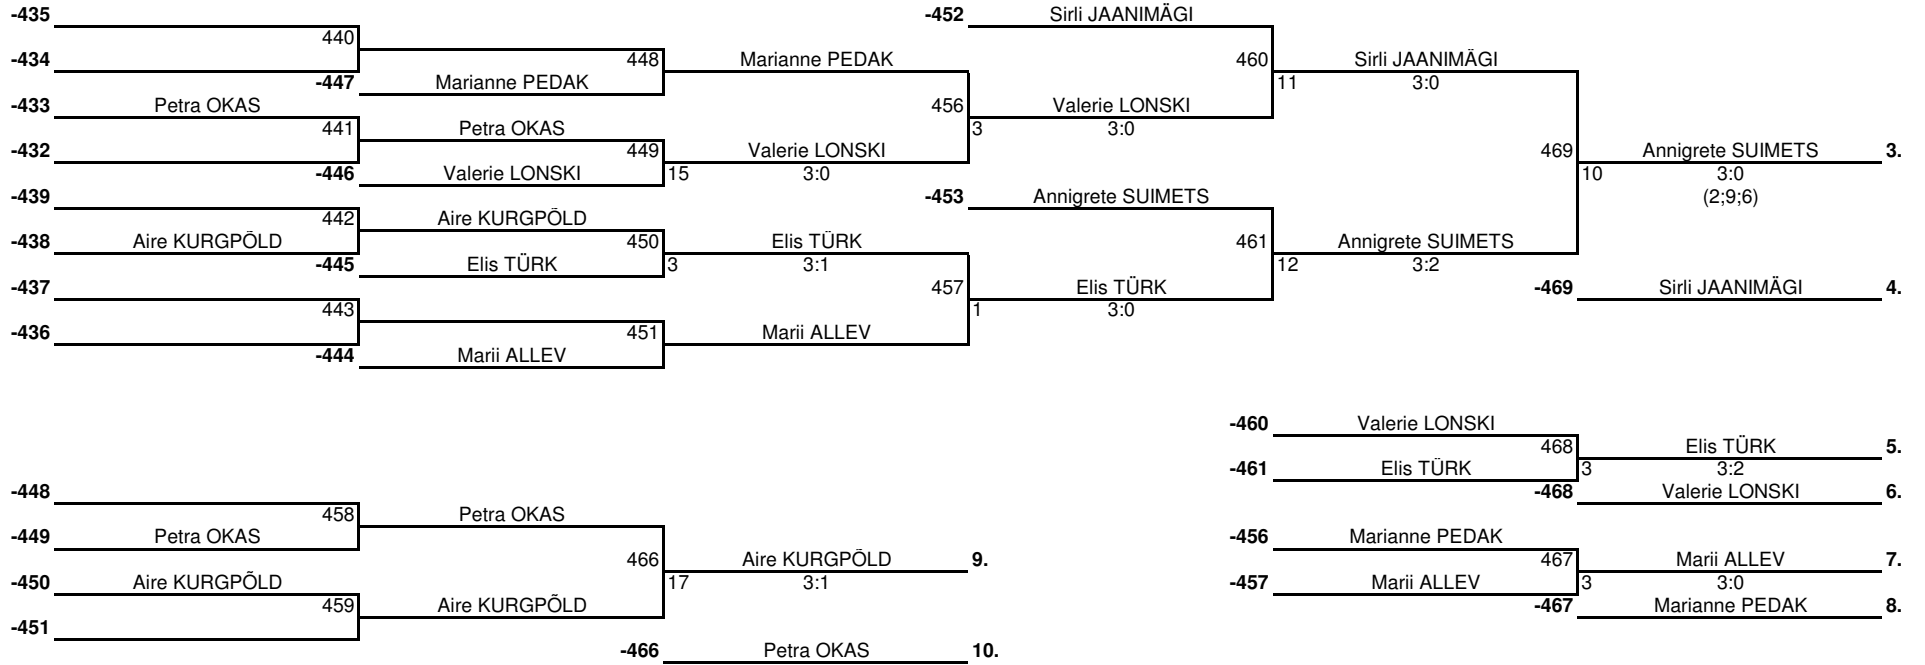 -435 -452 Sirli JAANIMÄGI
440
-434 448 Marianne PEDAK 460 Sirli JAANIMÄGI
-447 Marianne PEDAK 11 3:0
-433 Petra OKAS 456 Valerie LONSKI
441 Petra OKAS 3 3:0
-432 449 Valerie LONSKI 469 Annigrete SUIMETS 3.
-446 Valerie LONSKI 15 3:0 10 3:0
-439 -453 Annigrete SUIMETS (2;9;6)
442 Aire KURGPÕLD
-438 Aire KURGPÕLD 450 Elis TÜRK 461 Annigrete SUIMETS
-445 Elis TÜRK 3 3:1 12 3:2
-437 457 Elis TÜRK -469 Sirli JAANIMÄGI 4.
443 1 3:0
-436 451 Marii ALLEV
-444 Marii ALLEV
-460 Valerie LONSKI
468 Elis TÜRK 5.
-461 Elis TÜRK 3 3:2
-448 -468 Valerie LONSKI 6.
458 Petra OKAS
-449 Petra OKAS -456 Marianne PEDAK
466 Aire KURGPÕLD 9. 467 Marii ALLEV 7.
-450 Aire KURGPÕLD 17 3:1 -457 Marii ALLEV 3 3:0
459 Aire KURGPÕLD -467 Marianne PEDAK 8.
-451
-466 Petra OKAS 10.